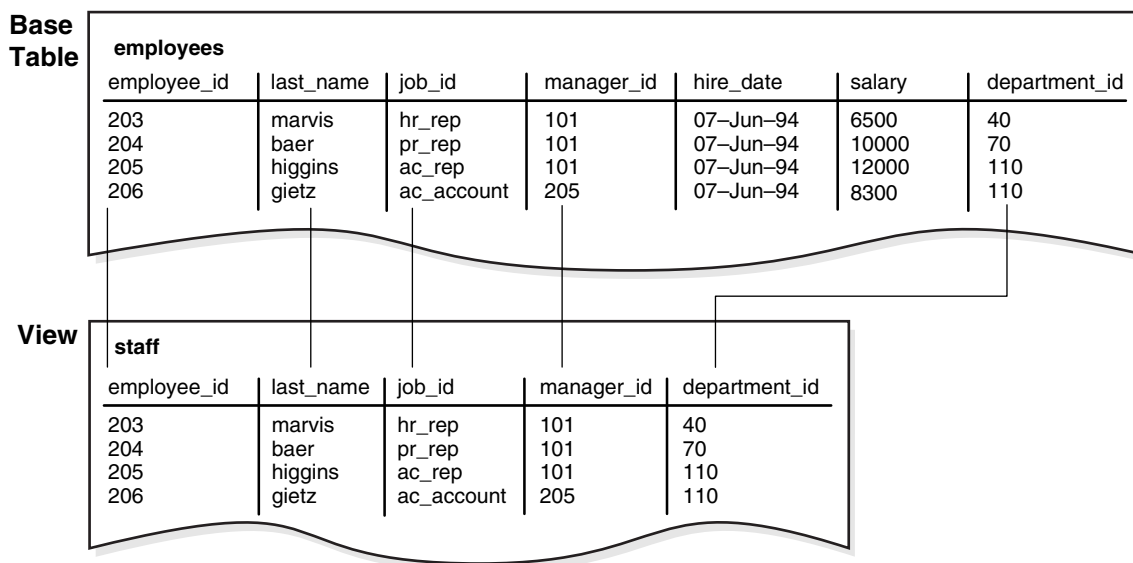 Base
Table
employees
employee_id last_name job_id manager_id hire_date salary department_id
203 marvis hr_rep 101 07–Jun–94 6500 40
204 baer pr_rep 101 07–Jun–94 10000 70
205 higgins ac_rep 101 07–Jun–94 12000 110
206 gietz ac_account 205 07–Jun–94 8300 110
View
staff
employee_id last_name job_id manager_id department_id
203 marvis hr_rep 101 40
204 baer pr_rep 101 70
205 higgins ac_rep 101 110
206 gietz ac_account 205 110